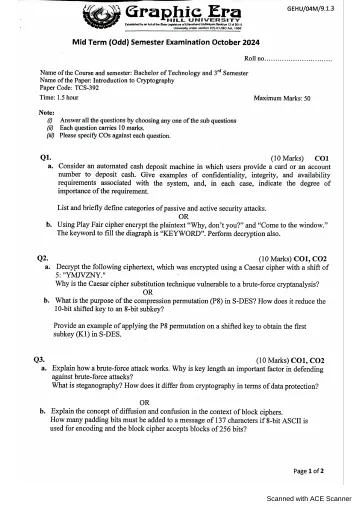 GEHU/04M/9.1.3
Graphic Era
HILL UNIVERSITY
Mid Term (Odd) Semester Examination October 2024
Roll no..............................
Name of the Course and semester: Bachelor of Technology and 3rd Semester
Name of the Paper: Introduction to Cryptography
Paper Code: TCS-392
Time: 1.5 hour Maximum Marks: 50
Note:
(i) Answer all the questions by choosing any one of the sub questions
(ii) Each question carries 10 marks.
(iii) Please specify COs against each question.
Q1. (10 Marks) CO1
a. Consider an automated cash deposit machine in which users provide a card or an account
number to deposit cash. Give examples of confidentiality, integrity, and availability
requirements associated with the system, and, in each case, indicate the degree of
importance of the requirement.
List and briefly define categories of passive and active security attacks.
OR
b. Using Play Fair cipher encrypt the plaintext "Why, don't you?" and "Come to the window."
The keyword to fill the diagraph is "KEYWORD". Perform decryption also.
Q2. (10 Marks) CO1, CO2
a. Decrypt the following ciphertext, which was encrypted using a Caesar cipher with a shift of
5: "YMJVZNY."
Why is the Caesar cipher substitution technique vulnerable to a brute-force cryptanalysis?
OR
b. What is the purpose of the compression permutation (P8) in S-DES? How does it reduce the
10-bit shifted key to an 8-bit subkey?
Provide an example of applying the P8 permutation on a shifted key to obtain the first
subkey (K1) in S-DES.
Q3. (10 Marks) CO1, CO2
a. Explain how a brute-force attack works. Why is key length an important factor in defending
against brute-force attacks?
What is steganography? How does it differ from cryptography in terms of data protection?
OR
b. Explain the concept of diffusion and confusion in the context of block ciphers.
How many padding bits must be added to a message of 137 characters if 8-bit ASCII is
used for encoding and the block cipher accepts blocks of 256 bits?
Page 1 of 2
Scanned with ACE Scanner